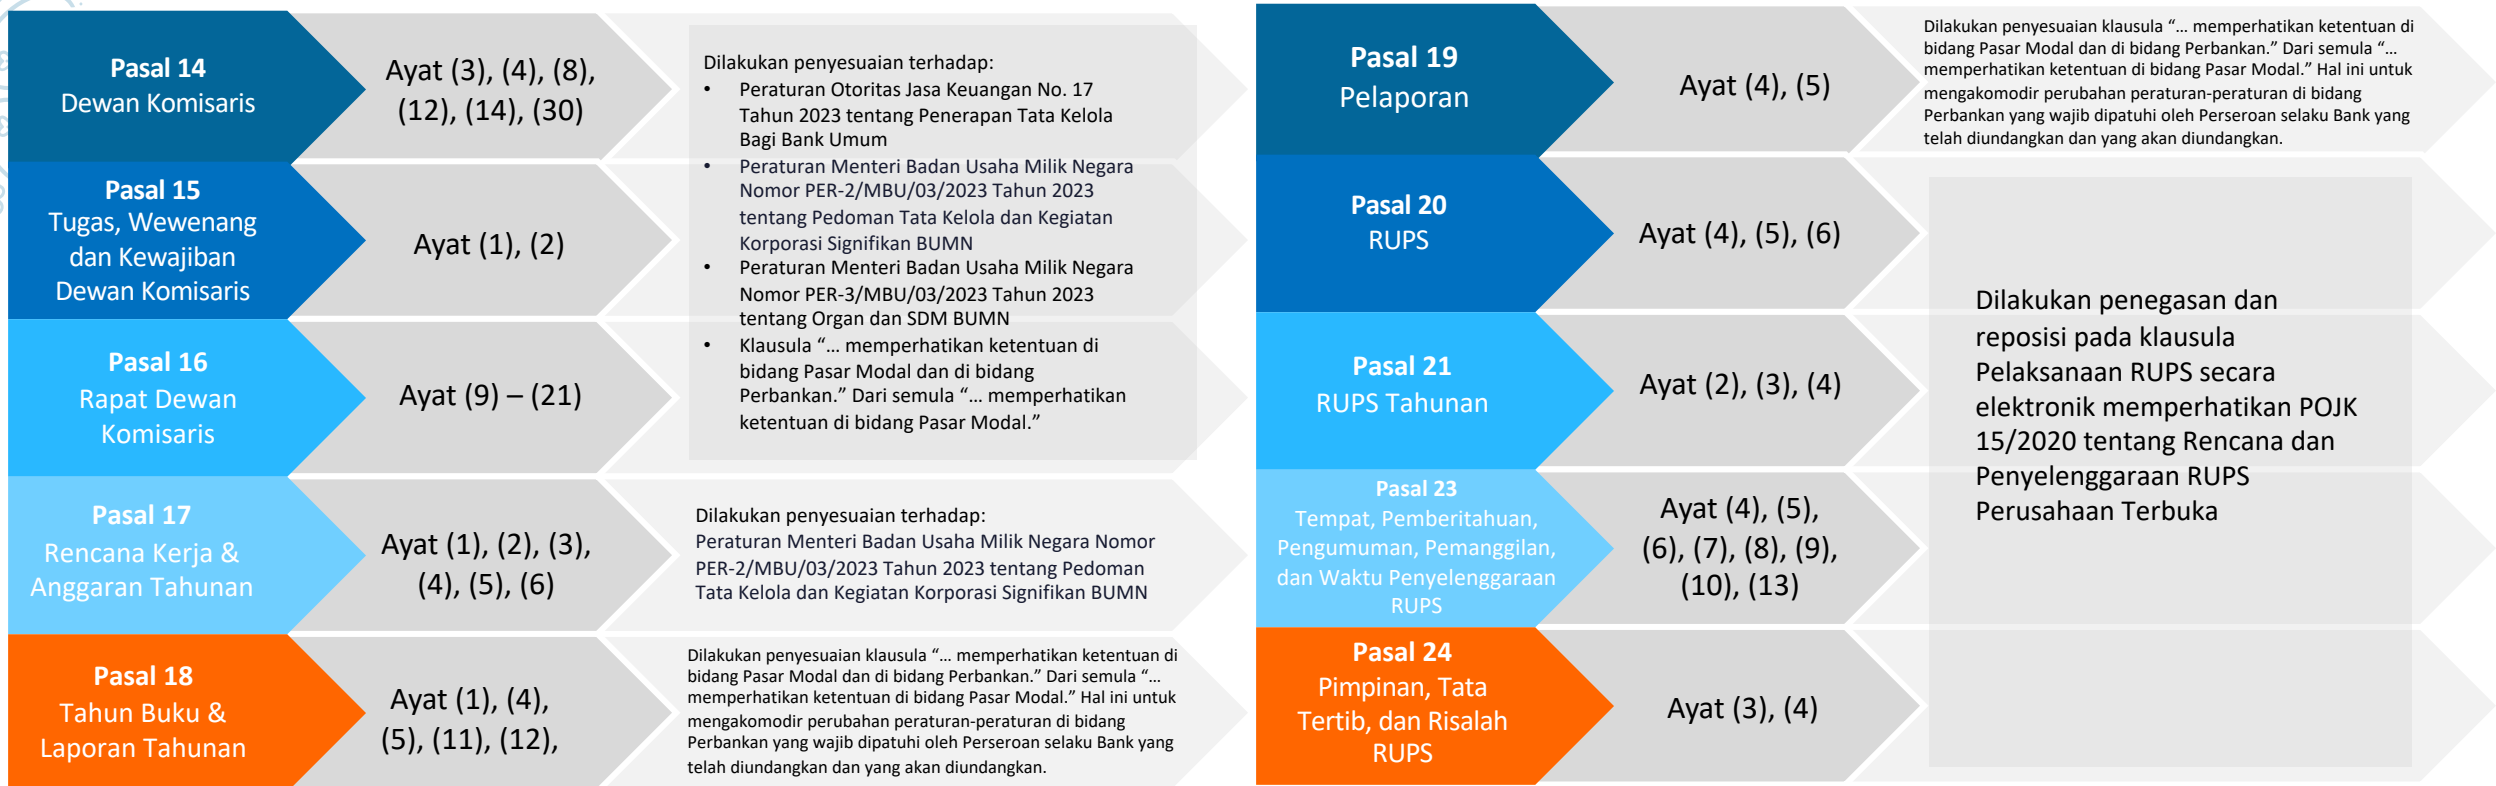 Pasal 14
Dewan Komisaris
Ayat (3), (4), (8),
(12), (14), (30)
Pasal 15
Tugas, Wewenang
dan Kewajiban
Dewan Komisaris
Ayat (1), (2)
Pasal 16
Rapat Dewan
Komisaris
Ayat (9) – (21)
Dilakukan penyesuaian terhadap:
• Peraturan Otoritas Jasa Keuangan No. 17
Tahun 2023 tentang Penerapan Tata Kelola
Bagi Bank Umum
• Peraturan Menteri Badan Usaha Milik Negara
Nomor PER-2/MBU/03/2023 Tahun 2023
tentang Pedoman Tata Kelola dan Kegiatan
Korporasi Signifikan BUMN
• Peraturan Menteri Badan Usaha Milik Negara
Nomor PER-3/MBU/03/2023 Tahun 2023
tentang Organ dan SDM BUMN
• Klausula “… memperhatikan ketentuan di
bidang Pasar Modal dan di bidang
Perbankan.” Dari semula “… memperhatikan
ketentuan di bidang Pasar Modal.”
Pasal 17
Rencana Kerja &
Anggaran Tahunan
Ayat (1), (2), (3),
(4), (5), (6)
Dilakukan penyesuaian terhadap:
Peraturan Menteri Badan Usaha Milik Negara Nomor
PER-2/MBU/03/2023 Tahun 2023 tentang Pedoman
Tata Kelola dan Kegiatan Korporasi Signifikan BUMN
Pasal 18
Tahun Buku &
Laporan Tahunan
Ayat (1), (4),
(5), (11), (12),
Dilakukan penyesuaian klausula “… memperhatikan ketentuan di
bidang Pasar Modal dan di bidang Perbankan.” Dari semula “…
memperhatikan ketentuan di bidang Pasar Modal.” Hal ini untuk
mengakomodir perubahan peraturan-peraturan di bidang
Perbankan yang wajib dipatuhi oleh Perseroan selaku Bank yang
telah diundangkan dan yang akan diundangkan.
Pasal 19
Pelaporan
Ayat (4), (5)
Dilakukan penyesuaian klausula “… memperhatikan ketentuan di
bidang Pasar Modal dan di bidang Perbankan.” Dari semula “…
memperhatikan ketentuan di bidang Pasar Modal.” Hal ini untuk
mengakomodir perubahan peraturan-peraturan di bidang
Perbankan yang wajib dipatuhi oleh Perseroan selaku Bank yang
telah diundangkan dan yang akan diundangkan.
Pasal 20
RUPS
Ayat (4), (5), (6)
Pasal 21
RUPS Tahunan
Ayat (2), (3), (4)
Pasal 23
Tempat, Pemberitahuan,
Pengumuman, Pemanggilan,
dan Waktu Penyelenggaraan
RUPS
Ayat (4), (5),
(6), (7), (8), (9),
(10), (13)
Pasal 24
Pimpinan, Tata
Tertib, dan Risalah
RUPS
Ayat (3), (4)
Dilakukan penegasan dan
reposisi pada klausula
Pelaksanaan RUPS secara
elektronik memperhatikan POJK
15/2020 tentang Rencana dan
Penyelenggaraan RUPS
Perusahaan Terbuka